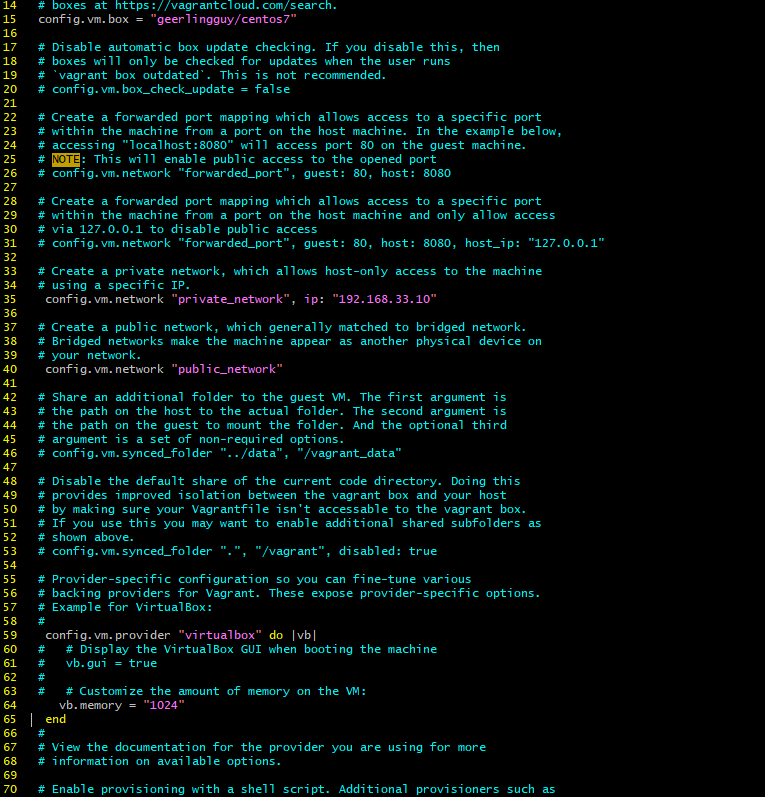 14   # boxes at https://vagrantcloud.com/search.
15   config.vm.box = "geerlingguy/centos7"
16
17   # Disable automatic box update checking. If you disable this, then
18   # boxes will only be checked for updates when the user runs
19   # `vagrant box outdated`. This is not recommended.
20   # config.vm.box_check_update = false
21
22   # Create a forwarded port mapping which allows access to a specific port
23   # within the machine from a port on the host machine. In the example below,
24   # accessing "localhost:8080" will access port 80 on the guest machine.
25   # NOTE: This will enable public access to the opened port
26   # config.vm.network "forwarded_port", guest: 80, host: 8080
27
28   # Create a forwarded port mapping which allows access to a specific port
29   # within the machine from a port on the host machine and only allow access
30   # via 127.0.0.1 to disable public access
31   # config.vm.network "forwarded_port", guest: 80, host: 8080, host_ip: "127.0.0.1"
32
33   # Create a private network, which allows host-only access to the machine
34   # using a specific IP.
35    config.vm.network "private_network", ip: "192.168.33.10"
36
37   # Create a public network, which generally matched to bridged network.
38   # Bridged networks make the machine appear as another physical device on
39   # your network.
40    config.vm.network "public_network"
41
42   # Share an additional folder to the guest VM. The first argument is
43   # the path on the host to the actual folder. The second argument is
44   # the path on the guest to mount the folder. And the optional third
45   # argument is a set of non-required options.
46   # config.vm.synced_folder "../data", "/vagrant_data"
47
48   # Disable the default share of the current code directory. Doing this
49   # provides improved isolation between the vagrant box and your host
50   # by making sure your Vagrantfile isn't accessable to the vagrant box.
51   # If you use this you may want to enable additional shared subfolders as
52   # shown above.
53   # config.vm.synced_folder ".", "/vagrant", disabled: true
54
55   # Provider-specific configuration so you can fine-tune various
56   # backing providers for Vagrant. These expose provider-specific options.
57   # Example for VirtualBox:
58   #
59    config.vm.provider "virtualbox" do |vb|
60   #   # Display the VirtualBox GUI when booting the machine
61   #   vb.gui = true
62   #
63   #   # Customize the amount of memory on the VM:
64      vb.memory = "1024"
65  |  end
66   #
67   # View the documentation for the provider you are using for more
68   # information on available options.
69
70   # Enable provisioning with a shell script. Additional provisioners such as